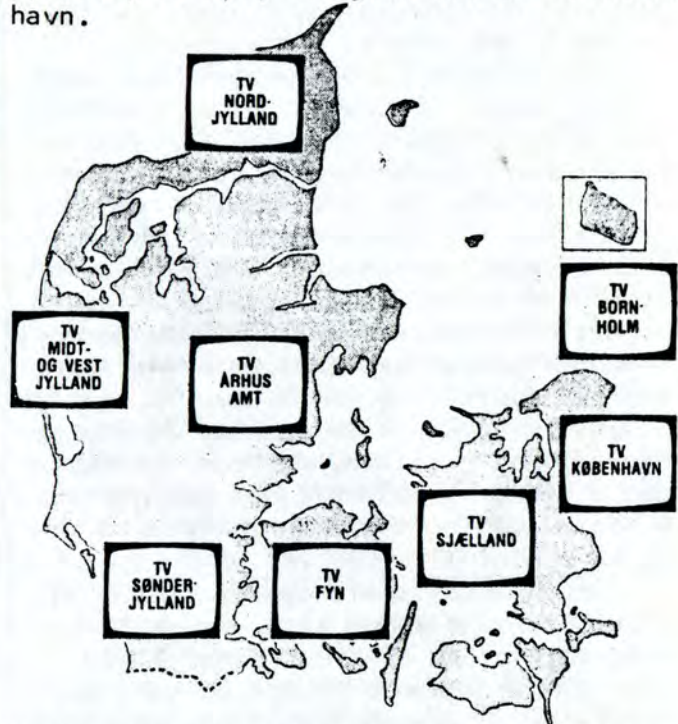 havn.
TV
NORD-
JYLLAND
TV
BORN-
HOLM
TV
MIDT-
OG VEST
JYLLAND
TV
ÅRHUS
AMT
TV
KØBENHAVN
TV
SJÆLLAND
TV
SØNDER-
JYLLAND
TV
FYN